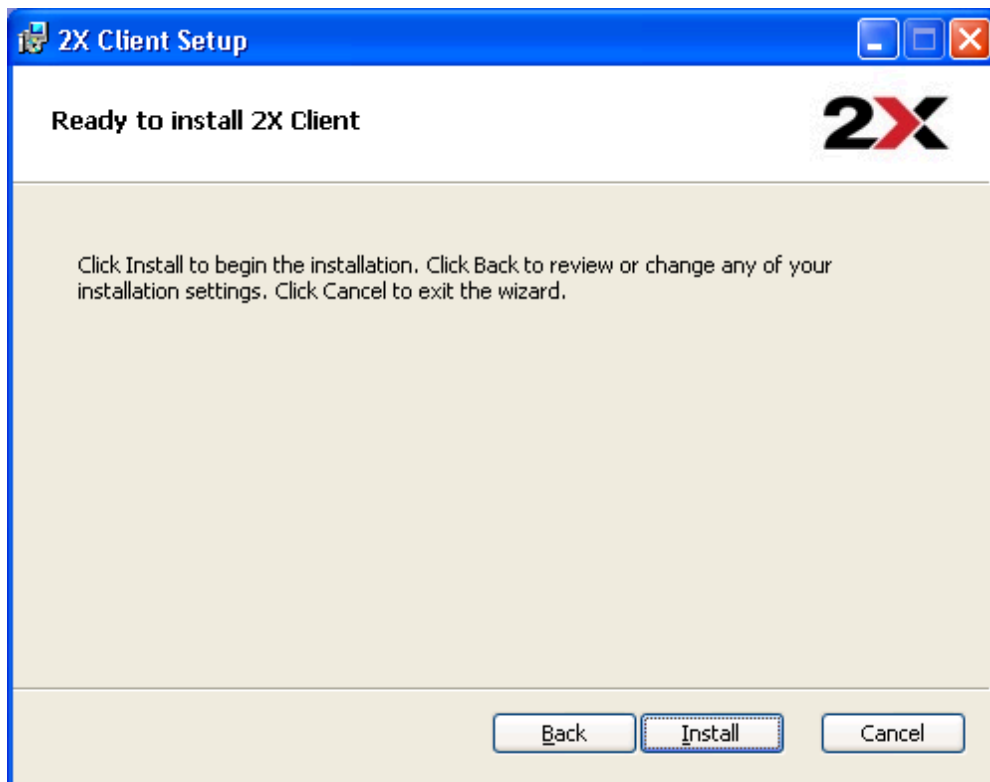 2X Client Setup
Ready to install 2X Client
2X
Click Install to begin the installation. Click Back to review or change any of your
installation settings. Click Cancel to exit the wizard.
Back
Install
Cancel